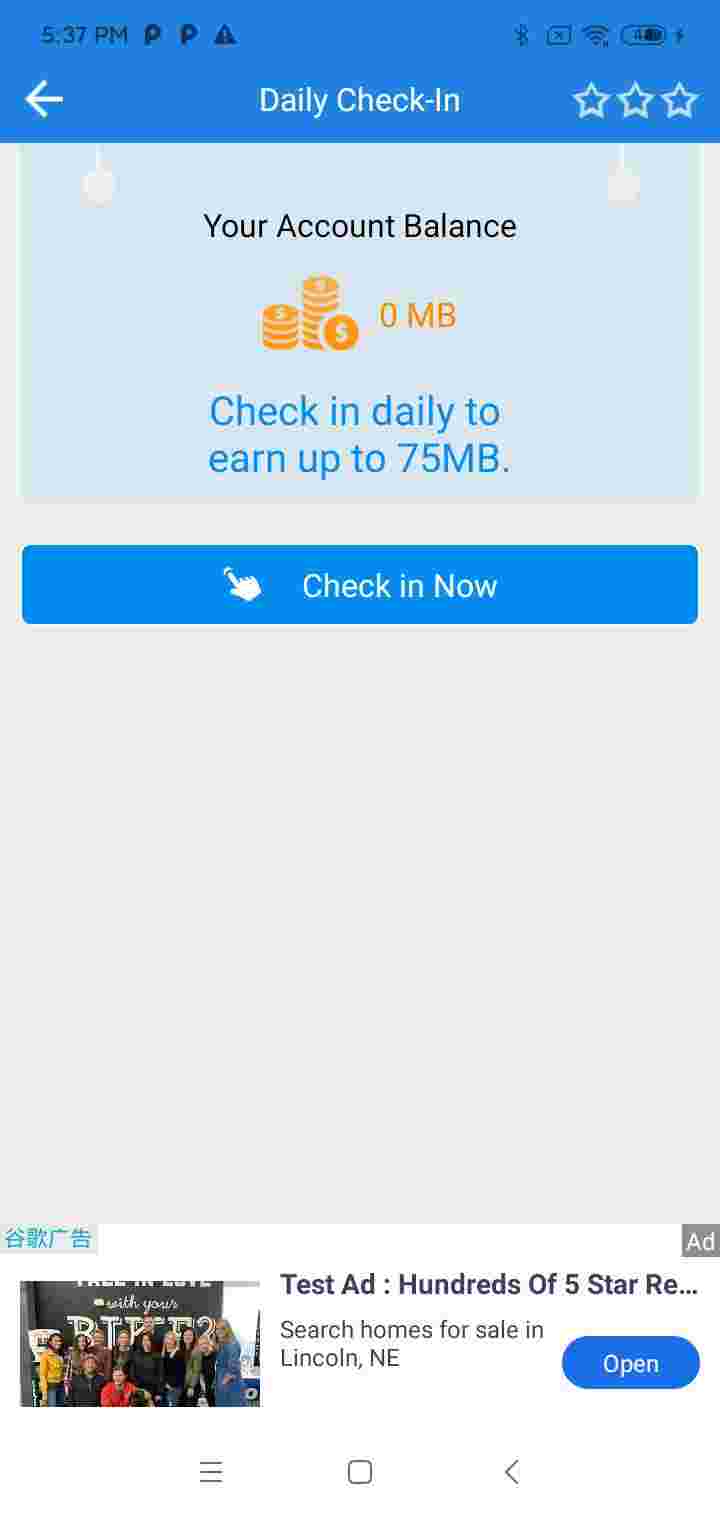 5:37 PM
Daily Check-In
Your Account Balance
0 MB
Check in daily to
earn up to 75MB.
Check in Now
谷歌广告
Ad
Test Ad : Hundreds Of 5 Star Re...
with your
Search homes for sale in
Lincoln, NE
Open